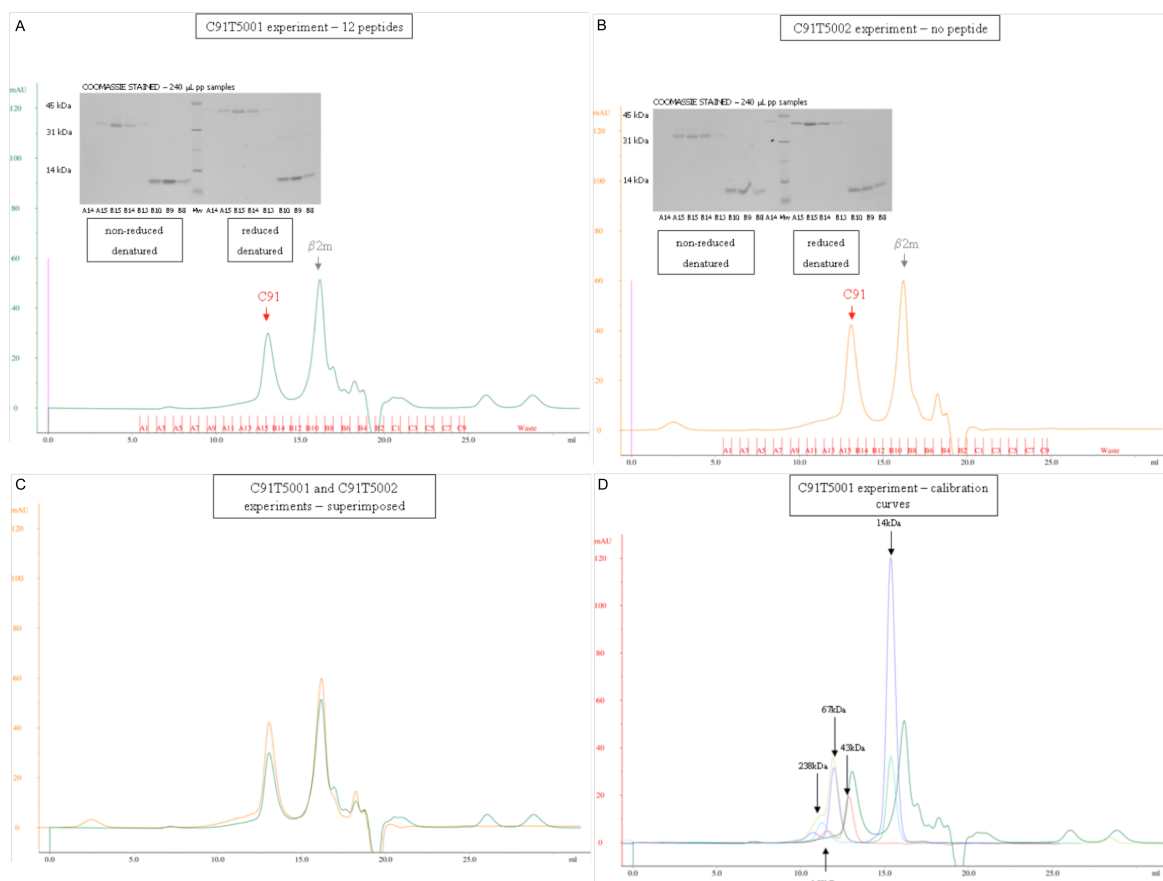 A
C91T5001 experiment – 12 peptides
COOMASSIE STAINED – 240 µL pp samples
mAU
120
100
80
60
40
20
0
45 kDa
31 kDa
14 kDa
A14 A15 B15 B14 B13 B10 B9 B8 Mw A14 A15 B15 B14 B13 B10 B9 B8
non-reduced
denatured
reduced
denatured
β2m
C91
A1 A3 A5 A7 A9 A11 A13 A15 B14 B12 B10 B8 B6 B4 B2 C1 C3 C5 C7 C9 Waste
0.0 5.0 10.0 15.0 20.0 25.0 ml
B
C91T5002 experiment – no peptide
COOMASSIE STAINED – 240 µL pp samples
mAU
120
100
80
60
40
20
0
45 kDa
31 kDa
14 kDa
A14 A15 B15 B14 B13 B10 B9 B8 A14 Mw A15 B15 B14 B13 B10 B9 B8
non-reduced
denatured
reduced
denatured
β2m
C91
A1 A3 A5 A7 A9 A11 A13 A15 B14 B12 B10 B8 B6 B4 B2 C1 C3 C5 C7 C9 Waste
0.0 5.0 10.0 15.0 20.0 25.0 ml
C
C91T5001 and C91T5002
experiments – superimposed
mAU
120
100
80
60
40
20
0
0.0 5.0 10.0 15.0 20.0 25.0 ml
D
C91T5001 experiment – calibration
curves
mAU
120
100
80
60
40
20
0
14kDa
67kDa
43kDa
238kDa
0.0 10.0 15.0 20.0 25.0 ml